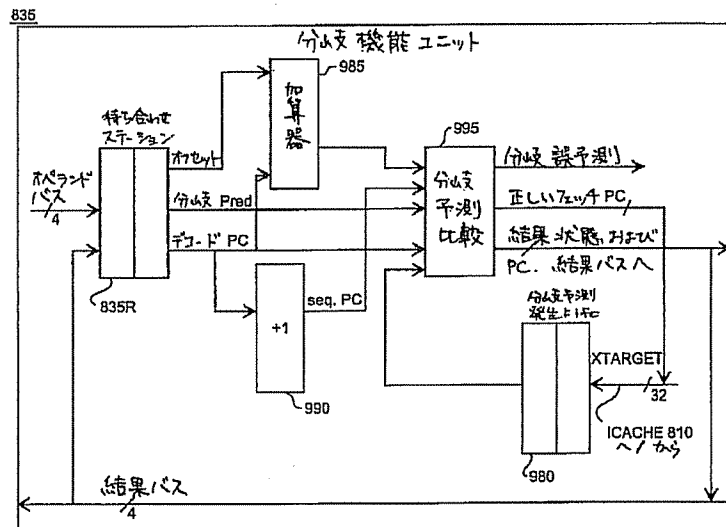 835
分岐機能ユニット
985
加算器
待ち合わせ
ステーション
オフセット
995
分岐
予測
比較
分岐誤予測
オペランド
バス
4
分岐 Pred
正しいフェッチ PC
デコード PC
結果状態および
PC. 結果バスへ
835R
seq. PC
+1
990
分岐予測
XTARGET
32
ICACHE 810
へ/から
980
結果バス
4